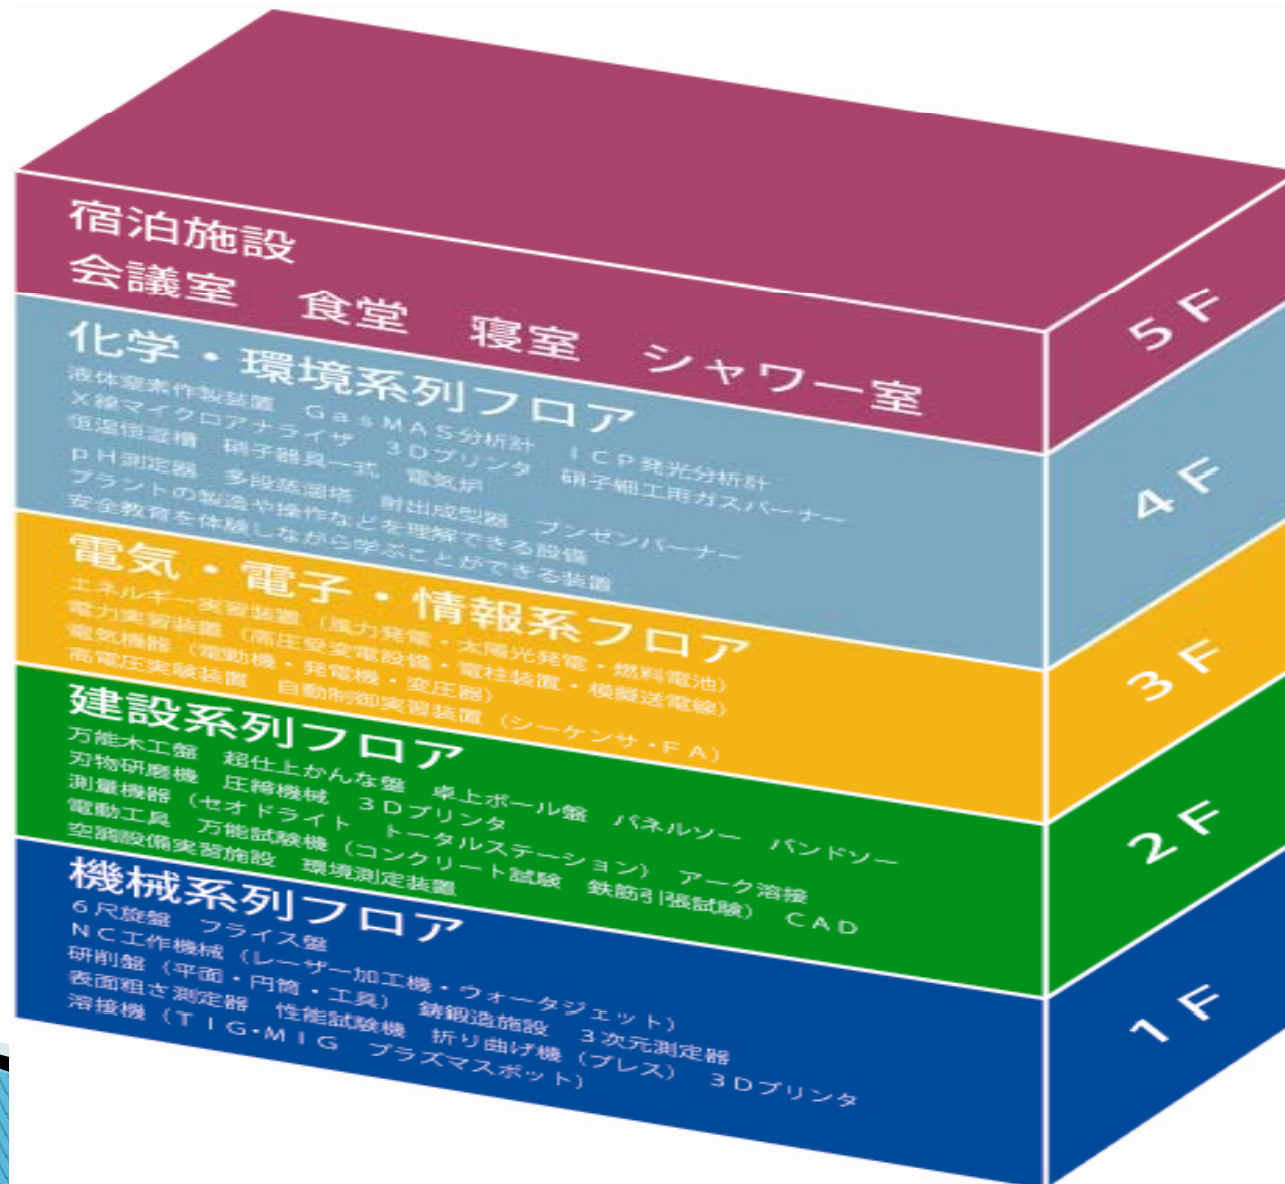 宿泊施設
会議室　食堂　寝室　シャワー室
5F
化学・環境系列フロア
液体窒素作製装置　GasMAS分析計　ICP発光分析計
X線マイクロアナライザ　3Dプリンタ　硝子細工用ガスバーナー
恒温恒湿槽　硝子器具一式　電気炉
pH測定器　多段蒸溜塔　射出成型器　ブンゼンバーナー
プラントの製造や操作などを理解できる設備
安全教育を体験しながら学ぶことができる装置
4F
電気・電子・情報系フロア
エネルギー実習装置（風力発電・太陽光発電・燃料電池）
電力実習装置（高圧受変電設備・電柱装置・模擬送電線）
電気機器（電動機・発電機・変圧器）
高電圧実験装置　自動制御実習装置（シーケンサ・FA）
3F
建設系列フロア
万能木工盤　超仕上かんな盤　卓上ボール盤　パネルソー　バンドソー
刃物研磨機　圧縮機械　3Dプリンタ
測量機器（セオドライト　トータルステーション）　アーク溶接
電動工具　万能試験機（コンクリート試験　鉄筋引張試験）　CAD
空調設備実習施設　環境測定装置
2F
機械系列フロア
6尺旋盤　フライス盤
NC工作機械（レーザー加工機・ウォータジェット）
研削盤（平面・円筒・工具）　鋳鍛造施設　3次元測定器
表面粗さ測定器　性能試験機　折り曲げ機（プレス）　3Dプリンタ
溶接機（TIG・MIG　プラズマスポット）
1F